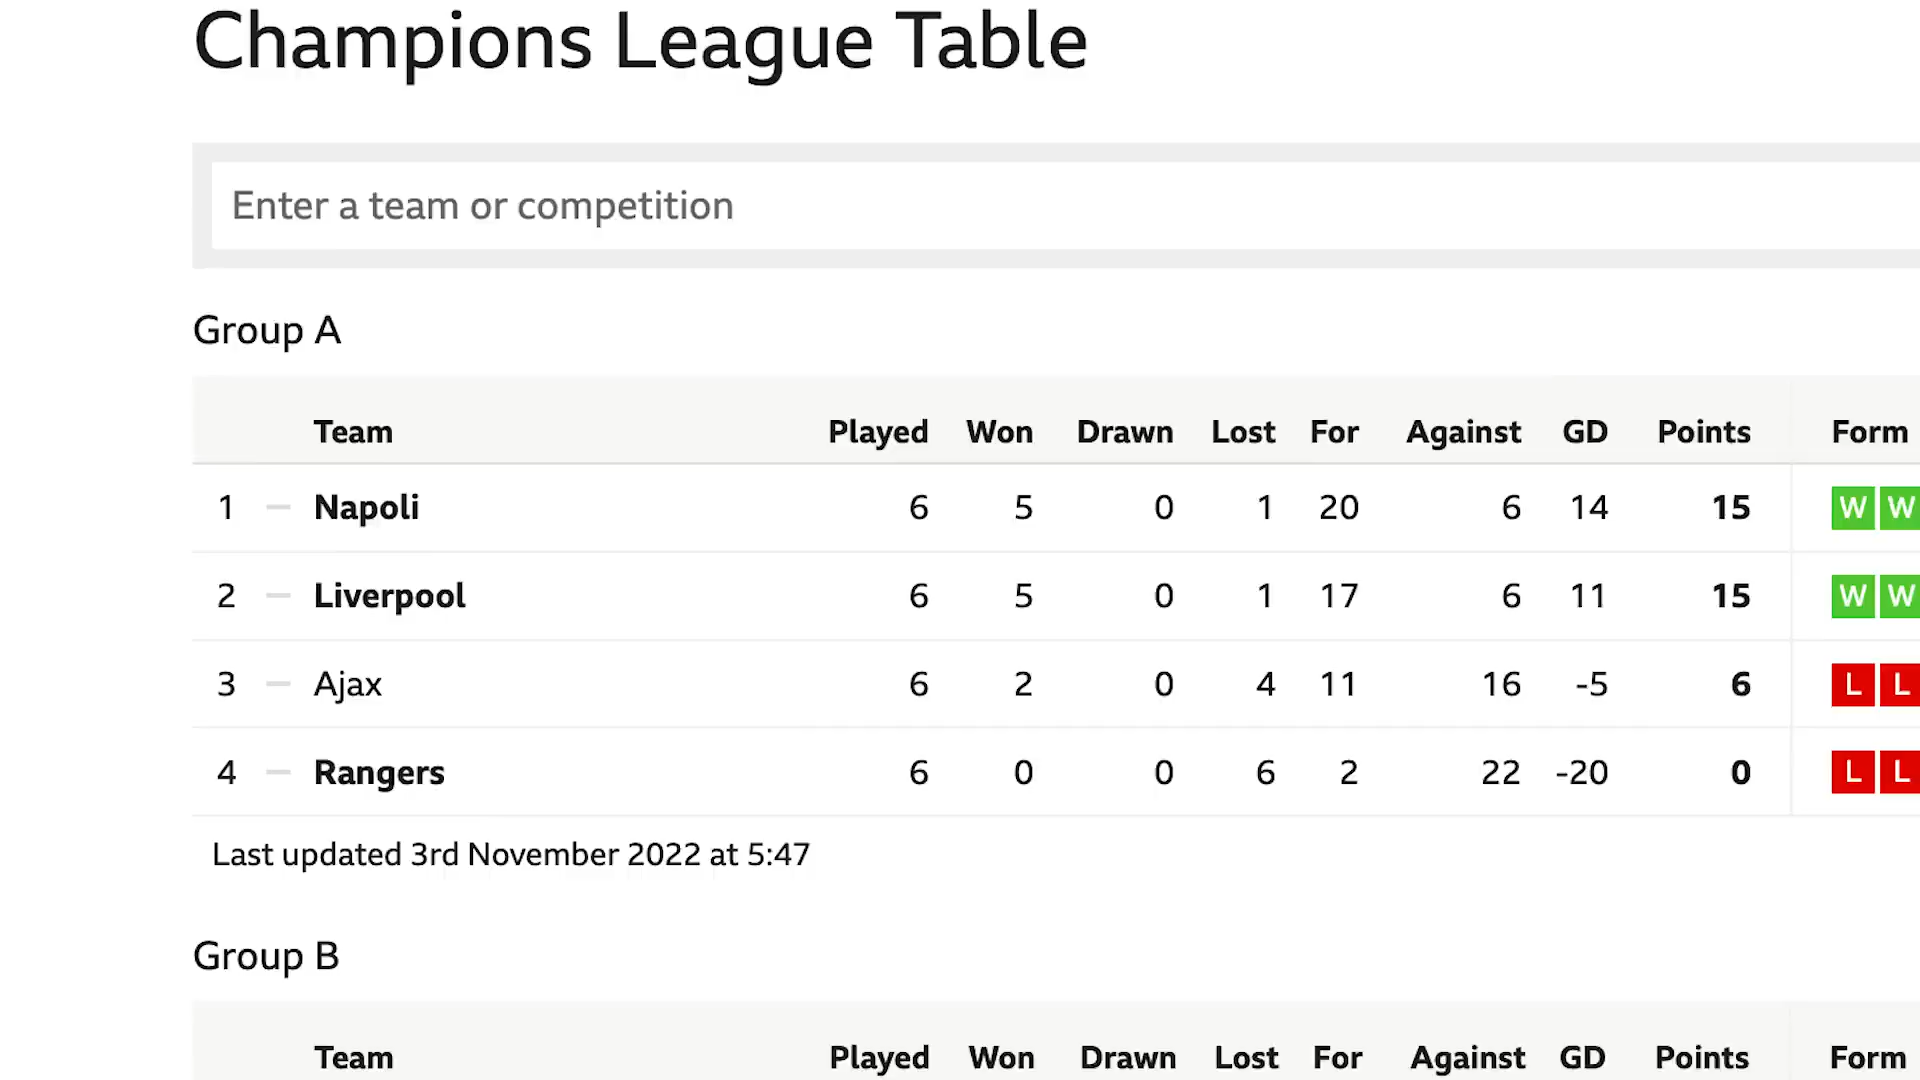 Champions League Table
Enter a team or competition
Group A
Team Played Won Drawn Lost For Against GD Points Form
1 Napoli 6 5 0 1 20 6 14 15 W W
2 Liverpool 6 5 0 1 17 6 11 15 W W
3 Ajax 6 2 0 4 11 16 -5 6 L L
4 Rangers 6 0 0 6 2 22 -20 0 L L
Last updated 3rd November 2022 at 5:47
Group B
Team Played Won Drawn Lost For Against GD Points Form